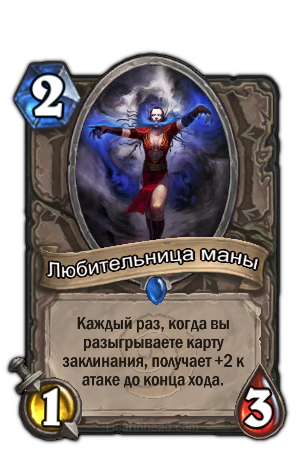 2
Любительница маны
Каждый раз, когда вы
разыгрываете карту
заклинания, получает +2 к
атаке до конца хода.
1
3